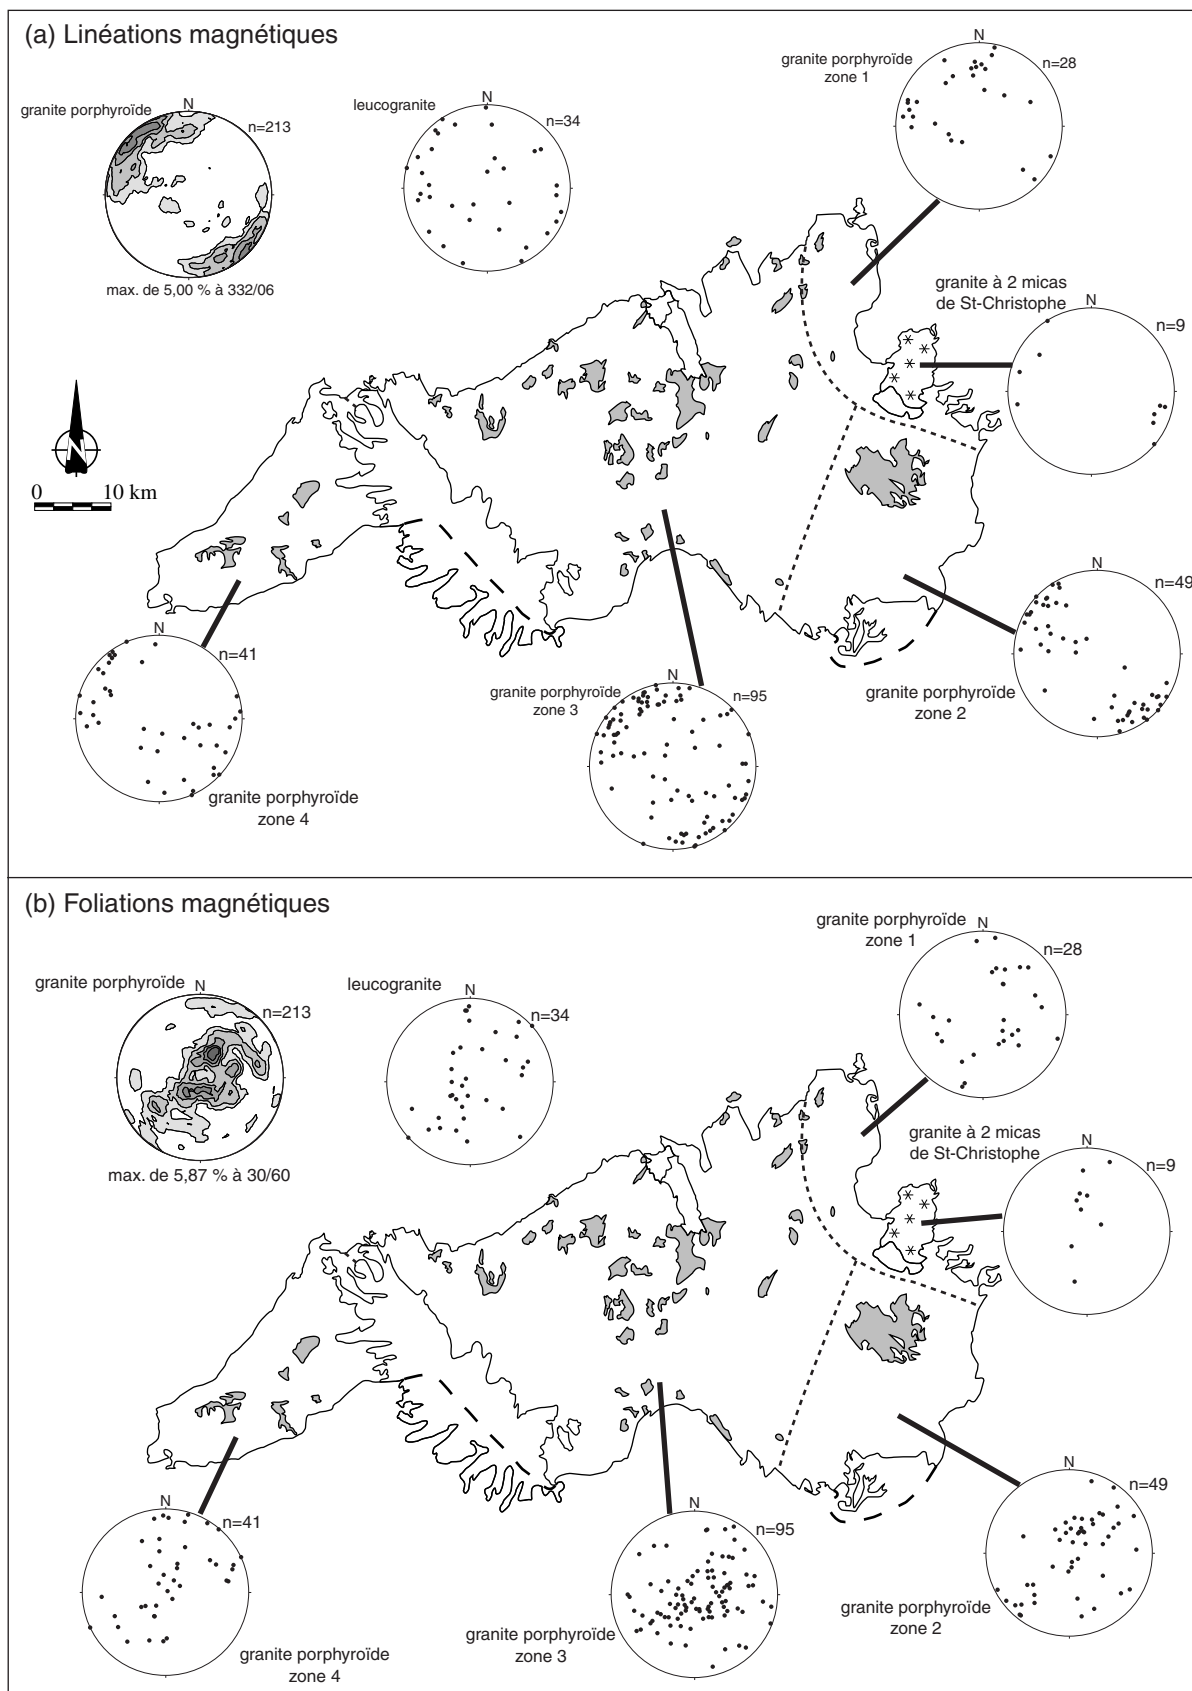 (a) Linéations magnétiques
granite porphyroïde
N
n=213
max. de 5,00 % à 332/06
leucogranite
N
n=34
granite porphyroïde
zone 1
N
n=28
granite à 2 micas
de St-Christophe
N
n=9
N
0 10 km
N
n=49
granite porphyroïde
zone 2
N
n=41
granite porphyroïde
zone 4
granite porphyroïde
zone 3
N
n=95
(b) Foliations magnétiques
granite porphyroïde
N
n=213
max. de 5,87 % à 30/60
leucogranite
N
n=34
granite porphyroïde
zone 1
N
n=28
granite à 2 micas
de St-Christophe
N
n=9
N
n=49
granite porphyroïde
zone 2
N
n=41
granite porphyroïde
zone 4
N
n=95
granite porphyroïde
zone 3